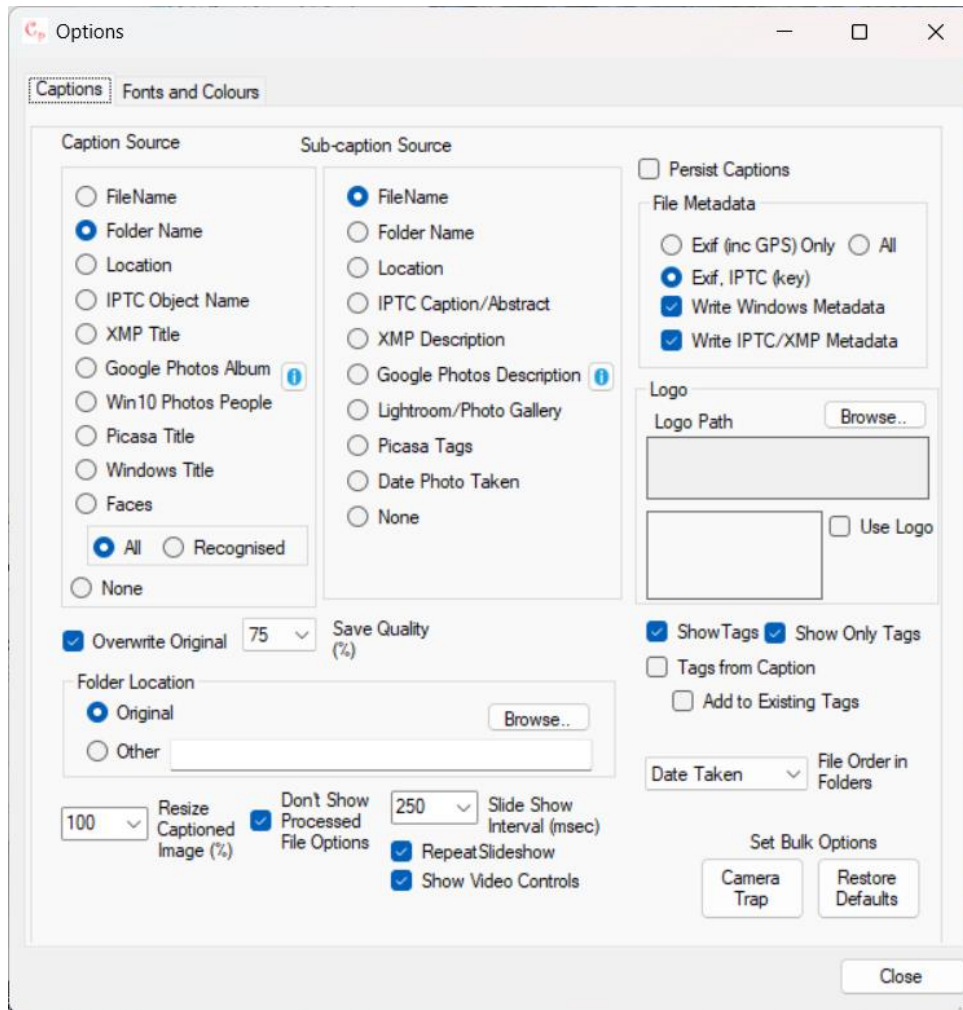 Cp Options
Captions Fonts and Colours
Caption Source
FileName
Folder Name
Location
IPTC Object Name
XMP Title
Google Photos Album
Win10 Photos People
Picasa Title
Windows Title
Faces
All Recognised
None
Sub-caption Source
FileName
Folder Name
Location
IPTC Caption/Abstract
XMP Description
Google Photos Description
Lightroom/Photo Gallery
Picasa Tags
Date Photo Taken
None
Persist Captions
File Metadata
Exif (inc GPS) Only All
Exif, IPTC (key)
Write Windows Metadata
Write IPTC/XMP Metadata
Logo
Logo Path Browse..
Use Logo
Overwrite Original 75 Save Quality
(%)
Folder Location
Original Browse..
Other
100 Resize
Captioned
Image (%)
Don't Show
Processed
File Options
250 Slide Show
Interval (msec)
RepeatSlideshow
Show Video Controls
ShowTags Show Only Tags
Tags from Caption
Add to Existing Tags
Date Taken File Order in
Folders
Set Bulk Options
Camera
Trap
Restore
Defaults
Close